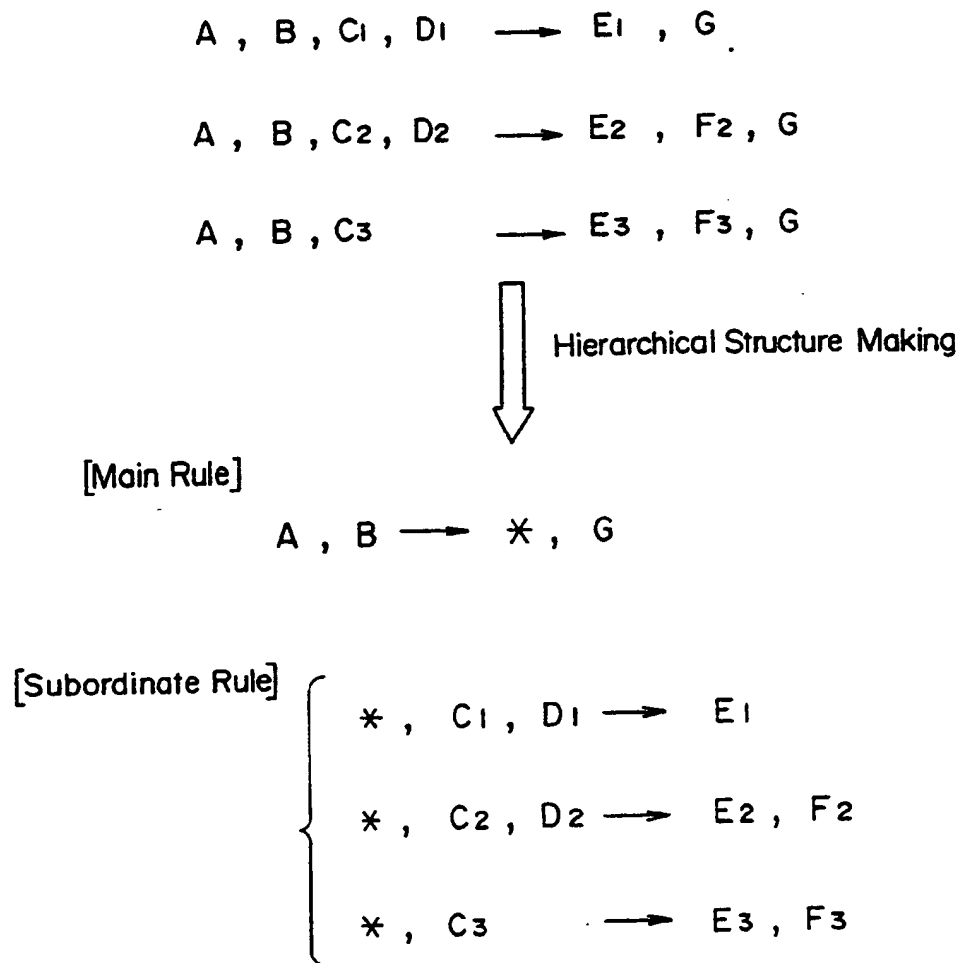 A , B , C1 , D1 → E1 , G
A , B , C2 , D2 → E2 , F2 , G
A , B , C3 → E3 , F3 , G
Hierarchical Structure Making
[Main Rule]
A , B → * , G
[Subordinate Rule]
* , C1 , D1 → E1
* , C2 , D2 → E2 , F2
* , C3 → E3 , F3